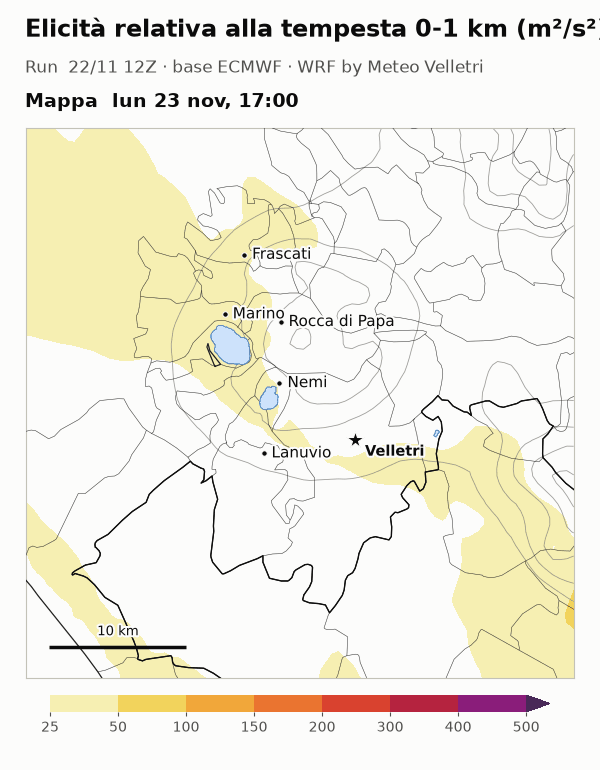 Elicità relativa alla tempesta 0-1 km (m²/s²)
Run 22/11 12Z · base ECMWF · WRF by Meteo Velletri
Mappa lun 23 nov, 17:00
Frascati
Marino
Rocca di Papa
Nemi
Velletri
Lanuvio
10 km
25 50 100 150 200 300 400 500